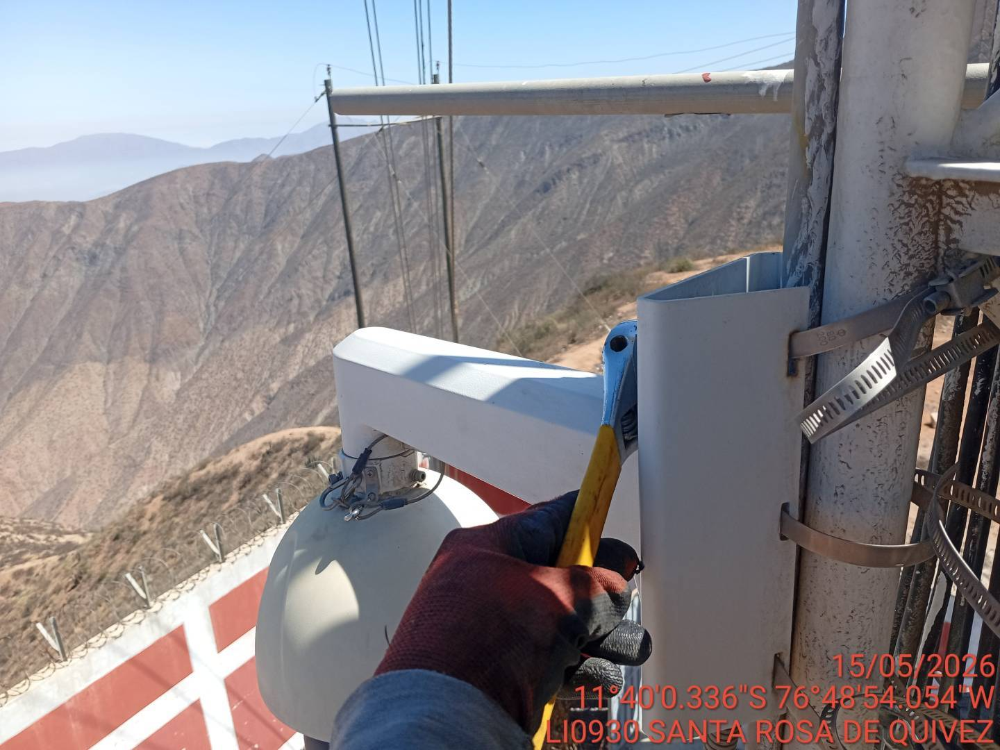 15/05/2026
11°40'0.336"S 76°48'54.054"W
LI0930 SANTA ROSA DE QUIVEZ